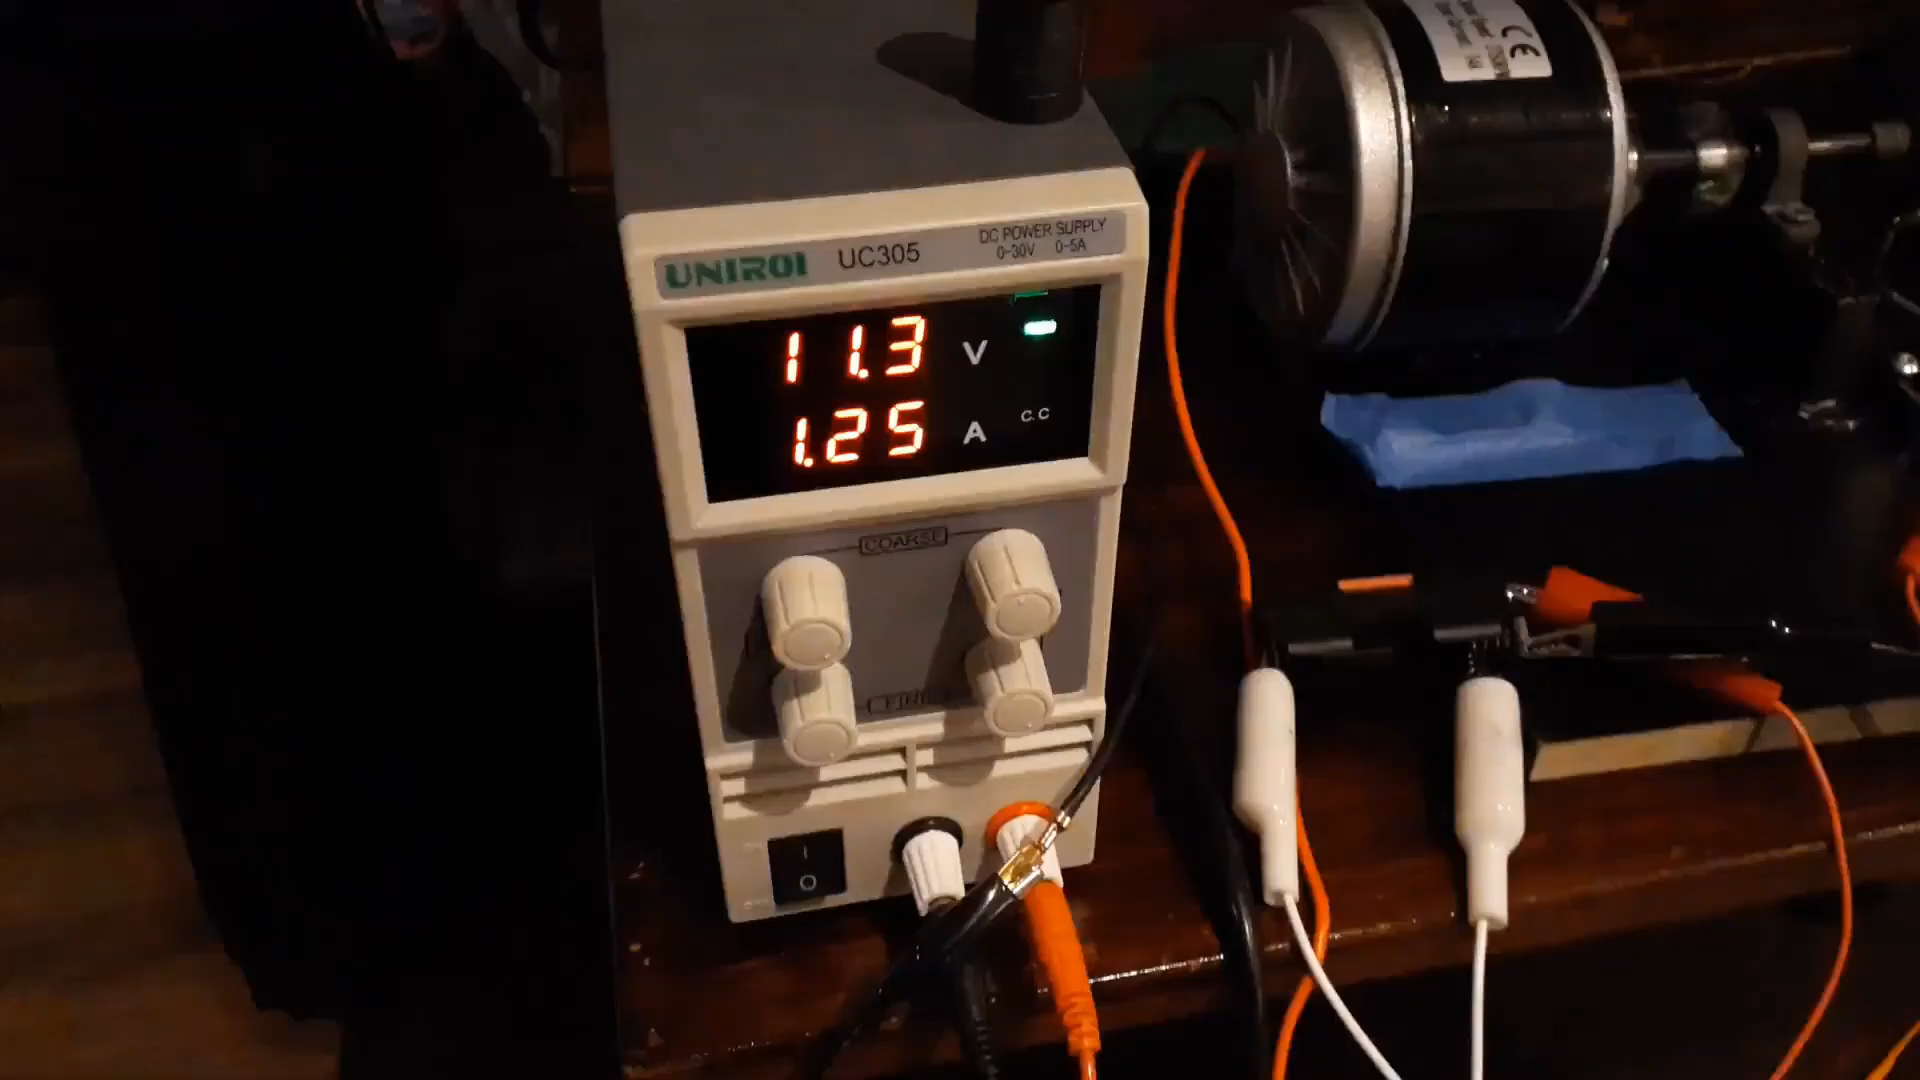 UNIROI UC305 DC POWER SUPPLY
0-30V 0-5A
11.3 V
1.25 A C.C
COARSE
FINE
I
O
CE